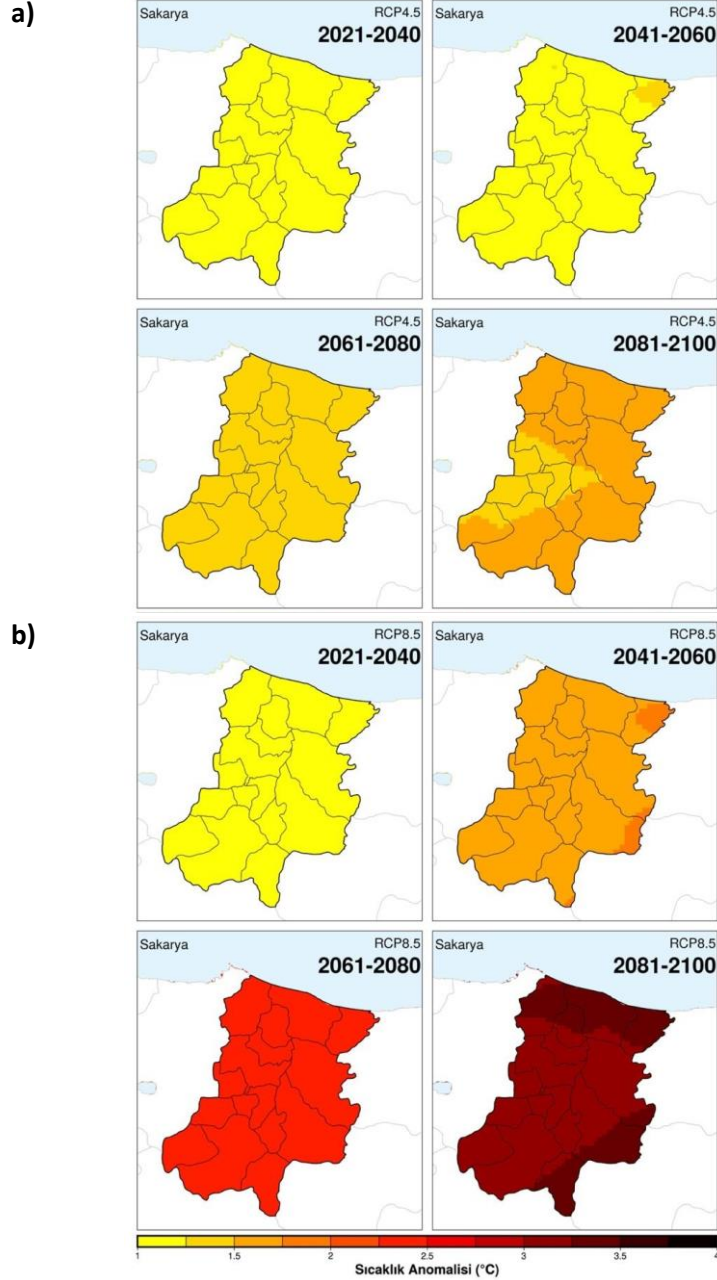 a)
Sakarya RCP4.5
2021-2040
Sakarya RCP4.5
2041-2060
Sakarya RCP4.5
2061-2080
Sakarya RCP4.5
2081-2100
b)
Sakarya RCP8.5
2021-2040
Sakarya RCP8.5
2041-2060
Sakarya RCP8.5
2061-2080
Sakarya RCP8.5
2081-2100
1 1.5 2 2.5 3 3.5 4
Sıcaklık Anomalisi (°C)